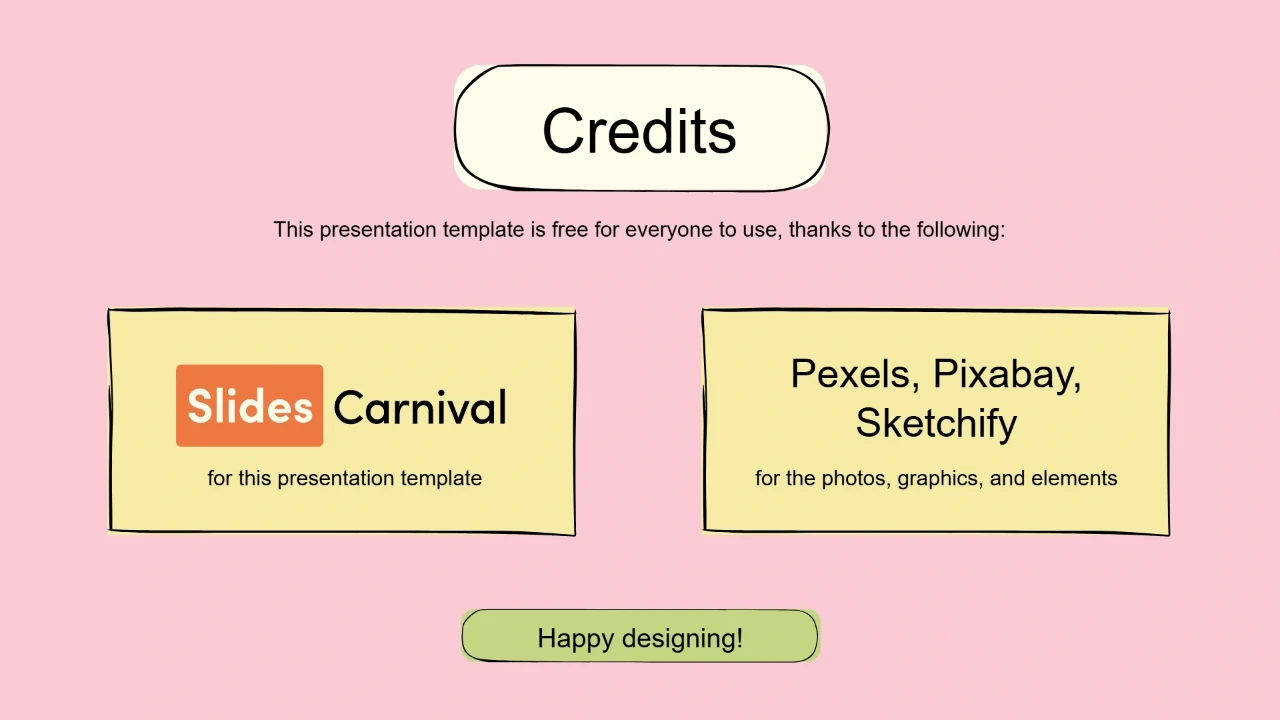 Credits
This presentation template is free for everyone to use, thanks to the following:
Slides Carnival
for this presentation template
Pexels, Pixabay,
Sketchify
for the photos, graphics, and elements
Happy designing!